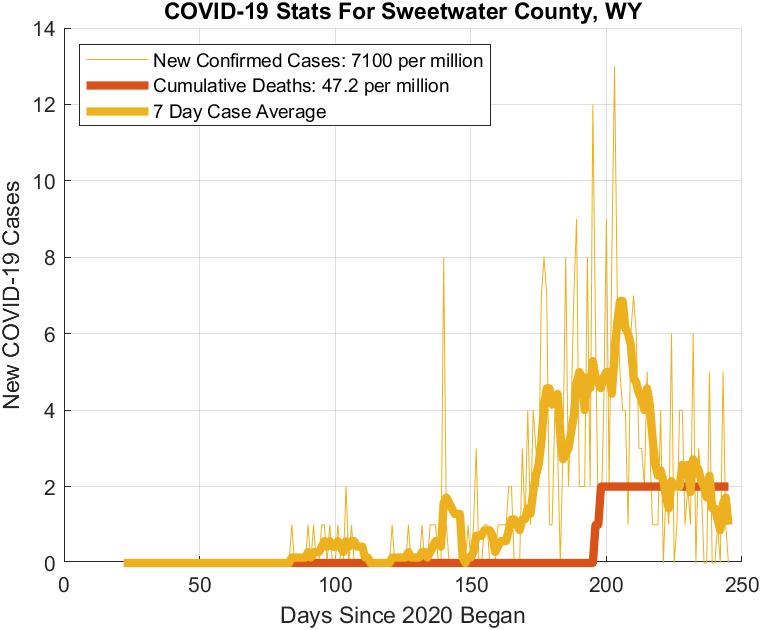 COVID-19 Stats For Sweetwater County, WY
New Confirmed Cases: 7100 per million
Cumulative Deaths: 47.2 per million
7 Day Case Average
New COVID-19 Cases
14
12
10
8
6
4
2
0
0 50 100 150 200 250
Days Since 2020 Began